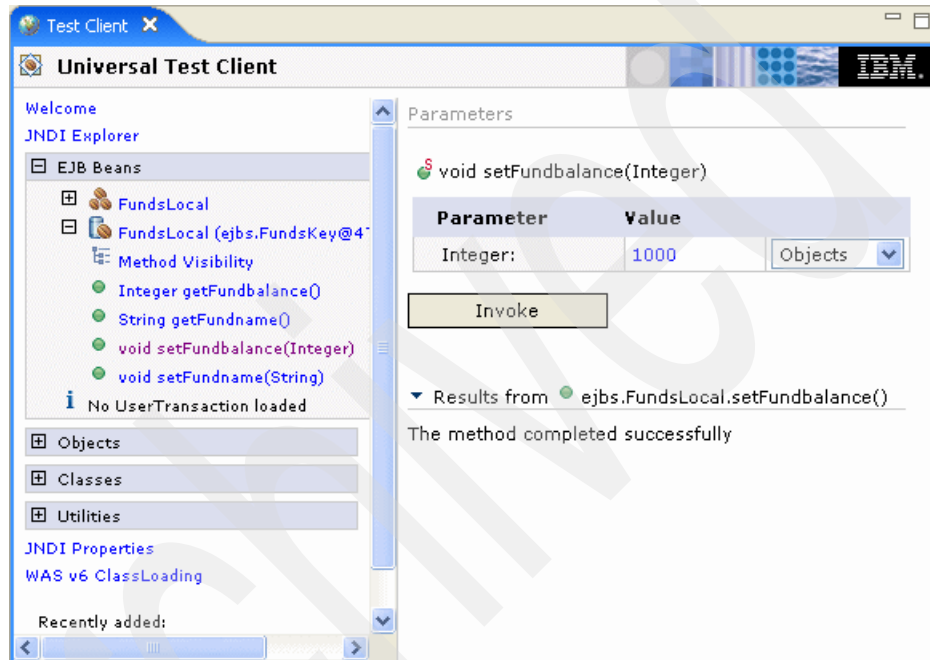 Test Client
Universal Test Client
IBM.
Welcome
JNDI Explorer
EJB Beans
FundsLocal
FundsLocal (ejbs.FundsKey@4
Method Visibility
Integer getFundbalance()
String getFundname()
void setFundbalance(Integer)
void setFundname(String)
No UserTransaction loaded
Objects
Classes
Utilities
JNDI Properties
WAS v6 ClassLoading
Recently added:
Parameters
void setFundbalance(Integer)
Parameter Value
Integer: 1000 Objects
Invoke
Results from ejbs.FundsLocal.setFundbalance()
The method completed successfully